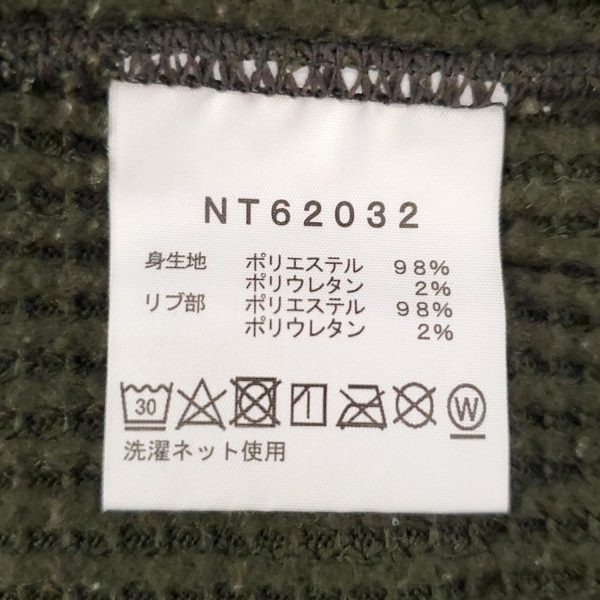 NT62032
身生地 ポリエステル 98%
ポリウレタン 2%
リブ部 ポリエステル 98%
ポリウレタン 2%
30 W
洗濯ネット使用